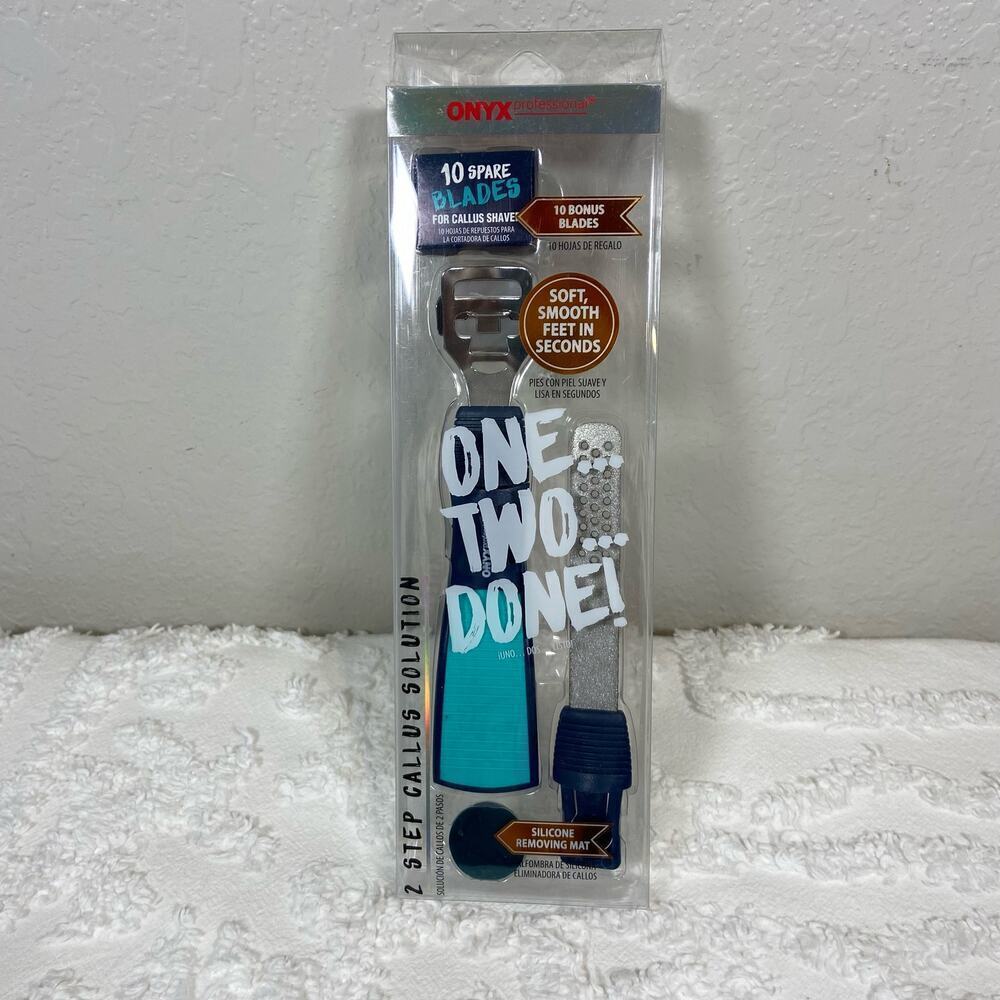 ONYX professional®
10 SPARE
BLADES
FOR CALLUS SHAVE
10 HOJAS DE REPUESTOS PARA
LA CORTADORA DE CALLOS
10 BONUS
BLADES
10 HOJAS DE REGALO
SOFT,
SMOOTH
FEET IN
SECONDS
PIES CON PIEL SUAVE Y
LISA EN SEGUNDOS
ONE...
TWO...
DONE!
¡UNO... DOS
ONYX
2 STEP CALLUS SOLUTION
SOLUCIÓN DE CALLOS DE 2 PASOS
SILICONE
REMOVING MAT
ALFOMBRA DE SILICONA
ELIMINADORA DE CALLOS